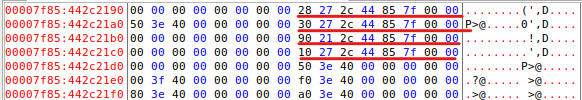 00007f85:442c2190 00 00 00 00 00 00 00 00 28 27 2c 44 85 7f 00 00 ........(',D....
00007f85:442c21a0 50 3e 40 00 00 00 00 00 30 27 2c 44 85 7f 00 00 P>@.....0',D....
00007f85:442c21b0 00 00 00 00 00 00 00 00 90 21 2c 44 85 7f 00 00 .........!,D....
00007f85:442c21c0 00 00 00 00 00 00 00 00 10 27 2c 44 85 7f 00 00 .........',D....
00007f85:442c21d0 00 00 00 00 00 00 00 00 50 3e 40 00 00 00 00 00 ........P>@.....
00007f85:442c21e0 00 3f 40 00 00 00 00 00 f0 3e 40 00 00 00 00 00 .?@......>@.....
00007f85:442c21f0 80 3e 40 00 00 00 00 00 a0 3e 40 00 00 00 00 00 .>@......>@.....